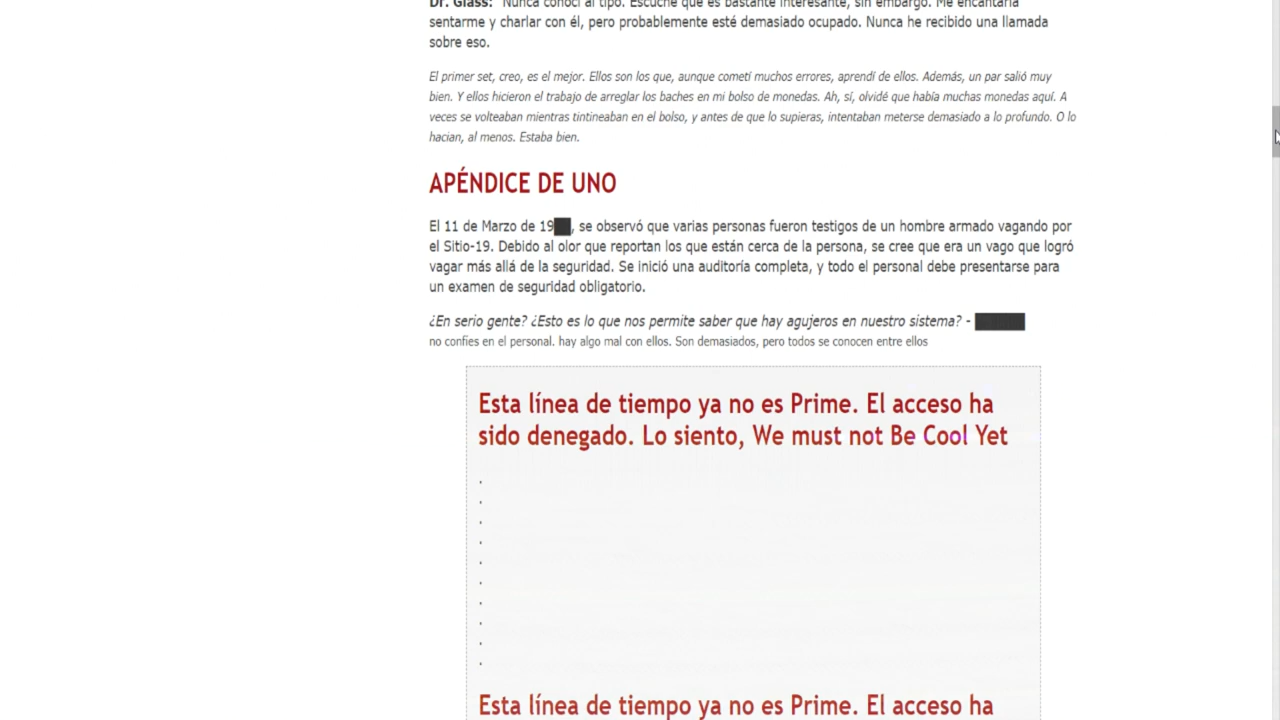 Dr. Glass: "Nunca conocí al tipo. Escuché que es bastante interesante, sin embargo. Me encantaría
sentarme y charlar con él, pero probablemente esté demasiado ocupado. Nunca he recibido una llamada
sobre eso.
El primer set, creo, es el mejor. Ellos son los que, aunque cometí muchos errores, aprendí de ellos. Además, un par salió muy
bien. Y ellos hicieron el trabajo de arreglar los baches en mi bolso de monedas. Ah, sí, olvidé que había muchas monedas aquí. A
veces se volteaban mientras tintineaban en el bolso, y antes de que lo supieras, intentaban meterse demasiado a lo profundo. O lo
hacian, al menos. Estaba bien.
APÉNDICE DE UNO
El 11 de Marzo de 19██, se observó que varias personas fueron testigos de un hombre armado vagando por
el Sitio-19. Debido al olor que reportan los que están cerca de la persona, se cree que era un vago que logró
vagar más allá de la seguridad. Se inició una auditoría completa, y todo el personal debe presentarse para
un examen de seguridad obligatorio.
¿En serio gente? ¿Esto es lo que nos permite saber que hay agujeros en nuestro sistema? - ██████
no confíes en el personal. hay algo mal con ellos. Son demasiados, pero todos se conocen entre ellos
Esta línea de tiempo ya no es Prime. El acceso ha
sido denegado. Lo siento, We must not Be Cool Yet
.
.
.
.
.
.
.
.
.
.
Esta línea de tiempo ya no es Prime. El acceso ha